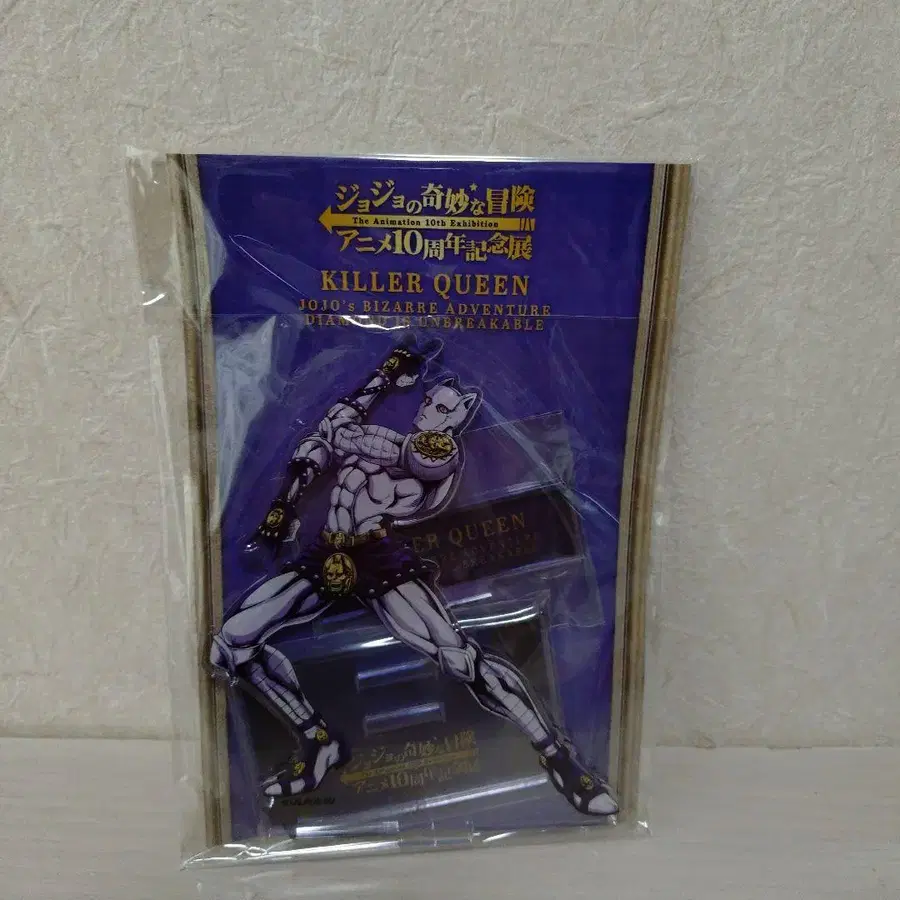 ジョジョの奇妙な冒険
The Animation 10th Exhibition
アニメ10周年記念展
KILLER QUEEN
JOJO's BIZARRE ADVENTURE
DIAMOND IS UNBREAKABLE
ER QUEEN
ジョジョの奇妙な冒険
アニメ10周年記念